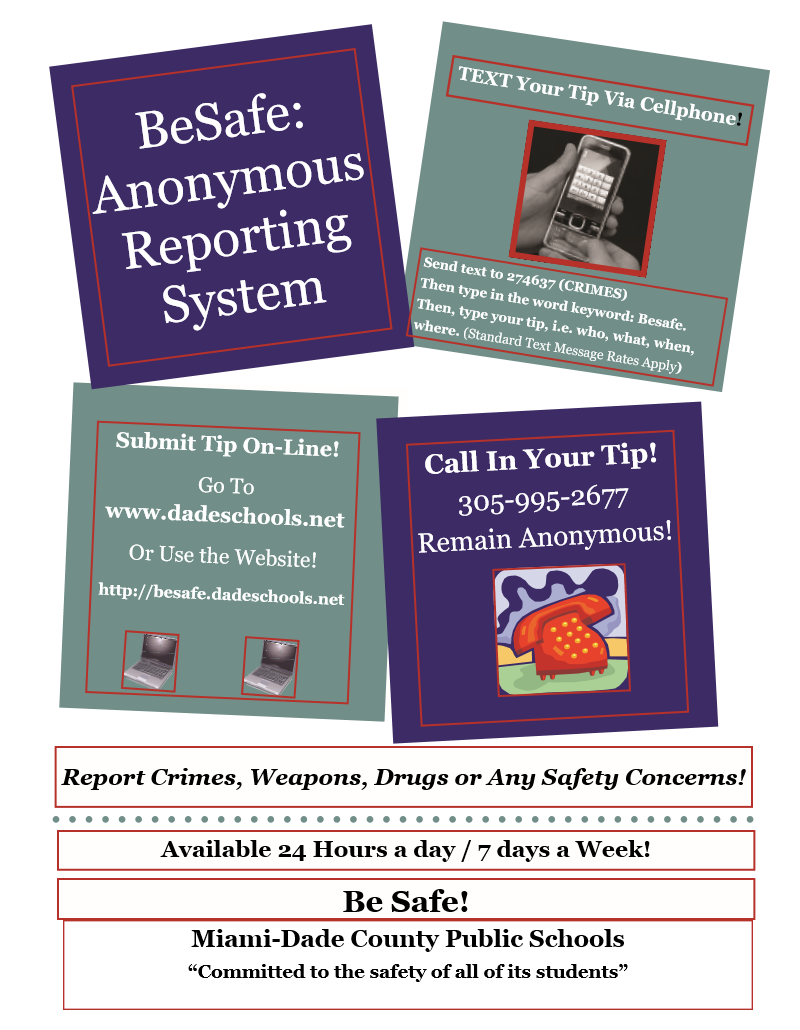 BeSafe:
Anonymous
Reporting
System
TEXT Your Tip Via Cellphone!
Send text to 274637 (CRIMES)
Then type in the word keyword: Besafe.
Then, type your tip, i.e. who, what, when,
where. (Standard Text Message Rates Apply)
Submit Tip On-Line!
Go To
www.dadeschools.net
Or Use the Website!
http://besafe.dadeschools.net
Call In Your Tip!
305-995-2677
Remain Anonymous!
Report Crimes, Weapons, Drugs or Any Safety Concerns!
Available 24 Hours a day / 7 days a Week!
Be Safe!
Miami-Dade County Public Schools
“Committed to the safety of all of its students”